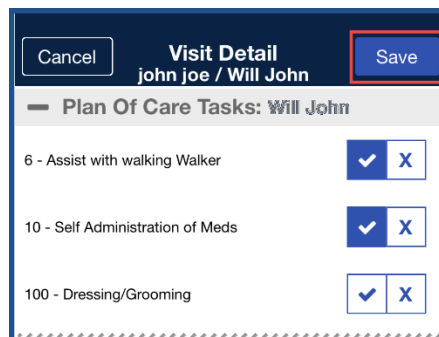 Cancel
Visit Detail
Save
john joe / Will John
Plan Of Care Tasks: Will John
6 - Assist with walking Walker
X
10 - Self Administration of Meds
X
100 - Dressing/Grooming
X